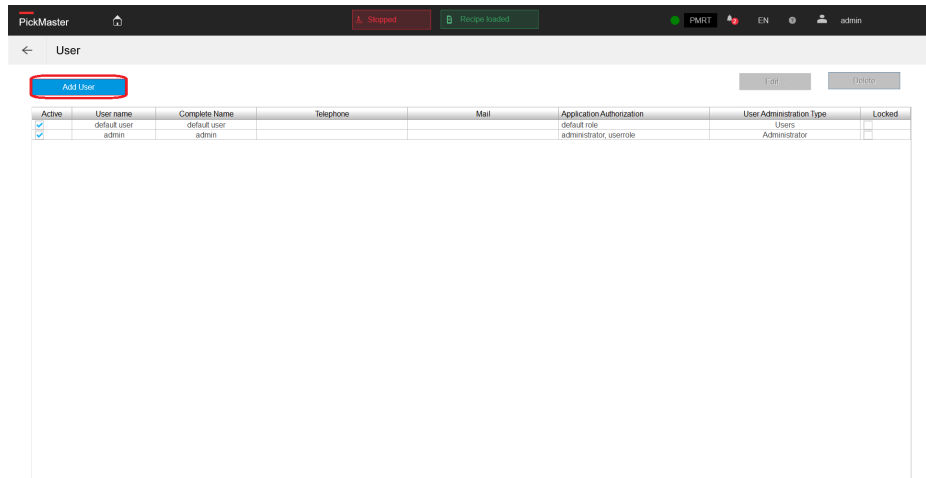 PickMaster Stopped Recipe loaded PMRT 2 EN admin
User
Add User Edit Delete
Active User name Complete Name Telephone Mail Application Authorization User Administration Type Locked
default user default user default role Users
admin admin administrator, userrole Administrator